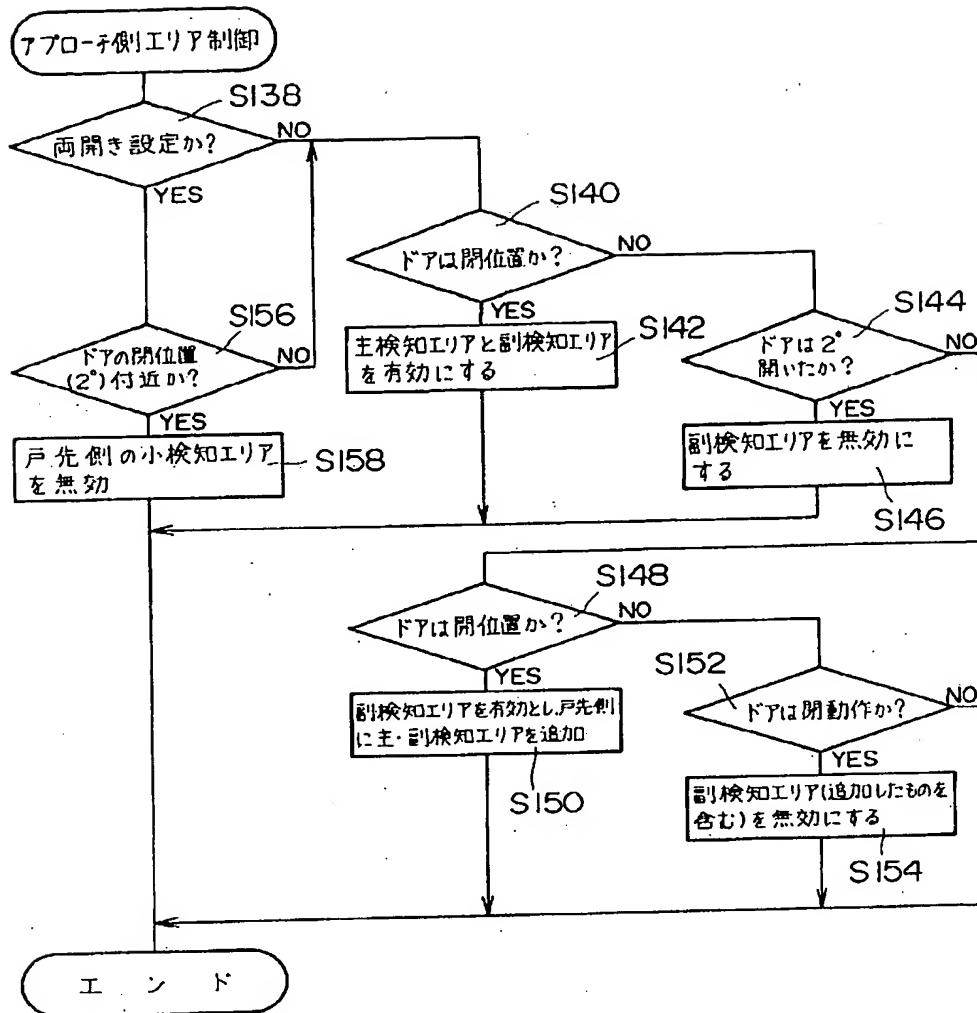 アプローチ側エリア制御
S138
両開き設定か?
NO
YES
S140
ドアは閉位置か?
NO
YES
S156
ドアの閉位置
(2°)付近か?
NO
YES
S142
主検知エリアと副検知エリア
を有効にする
S144
ドアは2°
開いたか?
NO
YES
戸先側の小検知エリア
を無効
S158
副検知エリアを無効に
する
S146
S148
ドアは開位置か?
NO
YES
S152
ドアは閉動作か?
NO
YES
副検知エリアを有効とし、戸先側
に主・副検知エリアを追加
S150
副検知エリア(追加したものを
含む)を無効にする
S154
エンド